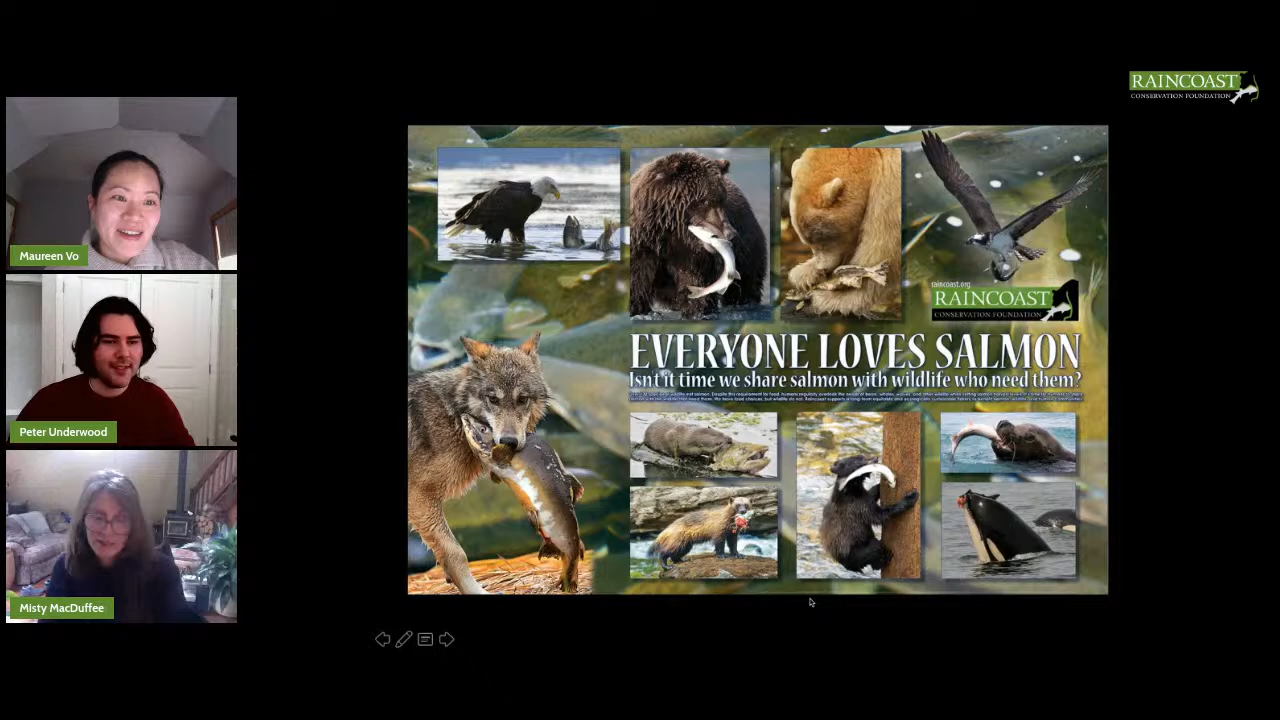 RAINCOAST
CONSERVATION FOUNDATION
Maureen Vo
Peter Underwood
Misty MacDuffee
raincoast.org
RAINCOAST
CONSERVATION FOUNDATION
EVERYONE LOVES SALMON
Isn't it time we share salmon with wildlife who need them?